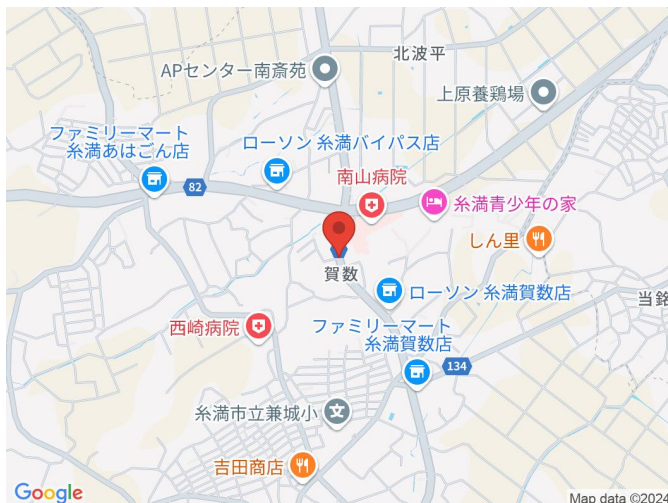 北波平
APセンター南斎苑
上原養鶏場
ファミリーマート
糸満あはごん店
ローソン 糸満バイパス店
82
南山病院
糸満青少年の家
しん里
賀数
ローソン 糸満賀数店
当銘
西崎病院
ファミリーマート
糸満賀数店
134
糸満市立兼城小
文
吉田商店
Google
Map data ©2024